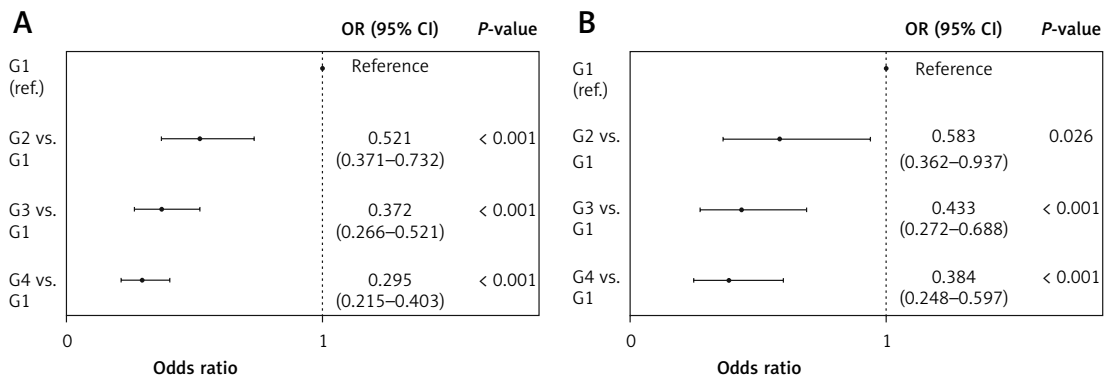 A
OR (95% CI) P-value
G1 Reference
(ref.)
G2 vs. 0.521 < 0.001
G1 (0.371–0.732)
G3 vs. 0.372 < 0.001
G1 (0.266–0.521)
G4 vs. 0.295 < 0.001
G1 (0.215–0.403)
0 1
Odds ratio
B
OR (95% CI) P-value
G1 Reference
(ref.)
G2 vs. 0.583 0.026
G1 (0.362–0.937)
G3 vs. 0.433 < 0.001
G1 (0.272–0.688)
G4 vs. 0.384 < 0.001
G1 (0.248–0.597)
0 1
Odds ratio